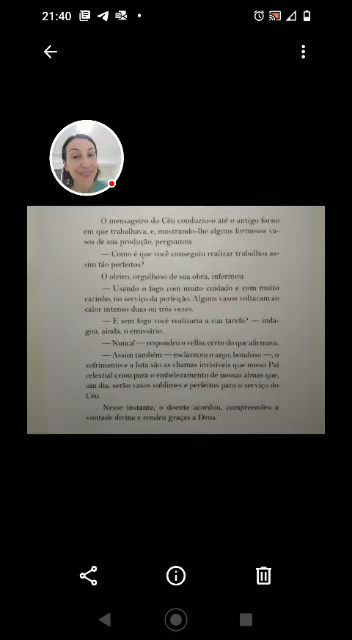 21:40
O mensageiro do Céu conduziu-o até o antigo forno
em que trabalhava, e, mostrando-lhe alguns formosos va-
sos de sua produção, perguntou
— Como é que você conseguiu realizar trabalhos as-
sim tão perfeitos?
O oleiro, orgulhoso de sua obra, informou
— Usando o fogo com muito cuidado e com muito
carinho, no serviço da perfeição. Alguns vasos voltaram ao
calor intenso duas ou três vezes.
— E sem fogo você realizaria a sua tarefa? — inda-
gou, ainda, o emissário.
— Nunca! — respondeu o velho, certo do que afirmava.
— Assim também — esclareceu o anjo, bondoso —, o
sofrimento e a luta são as chamas invisíveis que nosso Pai
celestial criou para o embelezamento de nossas almas que,
um dia, serão vasos sublimes e perfeitos para o serviço do
Céu.
Nesse instante, o doente acordou, compreendeu a
vontade divina e rendeu graças a Deus